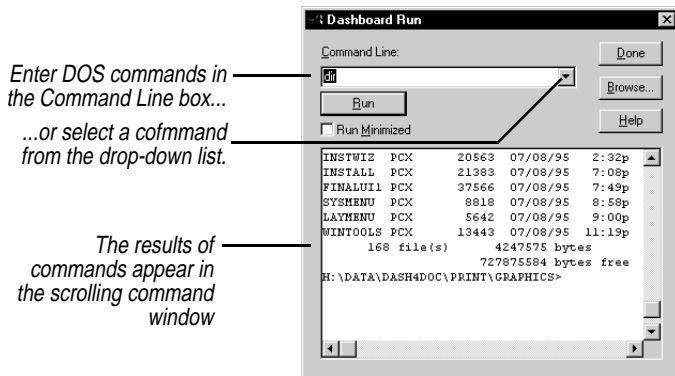 Dashboard Run
Command Line:
Done
Enter DOS commands in
the Command Line box...
dir
Browse...
Run
...or select a cofmmand
from the drop-down list.
Run Minimized
Help
INSTWIZ PCX 20563 07/08/95 2:32p
INSTALL PCX 21383 07/08/95 7:08p
FINALUI1 PCX 37566 07/08/95 7:49p
SYSMENU PCX 8818 07/08/95 8:58p
LAYMENU PCX 5642 07/08/95 9:00p
WINTOOLS PCX 13443 07/08/95 11:19p
168 file(s) 4247575 bytes
727875584 bytes free
H:\DATA\DASH4DOC\PRINT\GRAPHICS>
The results of
commands appear in
the scrolling command
window